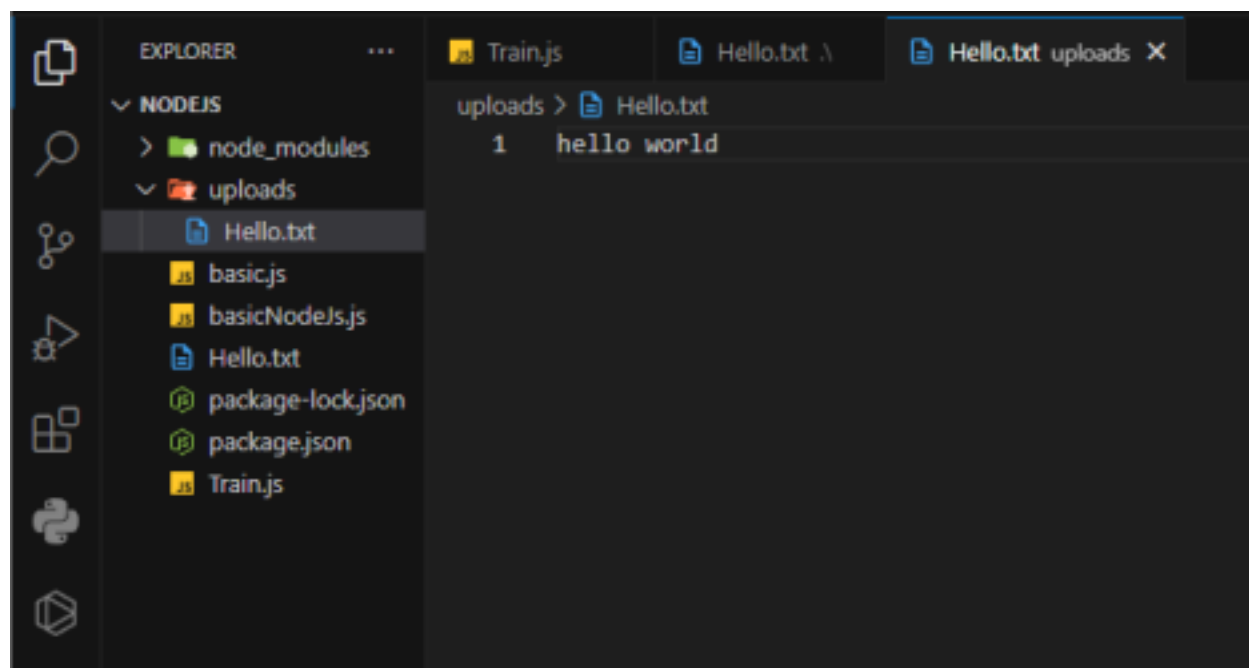 EXPLORER ...
NODEJS
node_modules
uploads
Hello.txt
basic.js
basicNodeJs.js
Hello.txt
package-lock.json
package.json
Train.js
Train.js
Hello.txt .\
Hello.txt uploads
uploads > Hello.txt
1 hello world